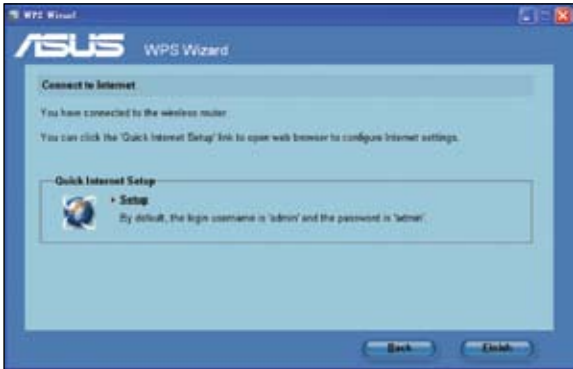 WPS Wizard
ASUS WPS Wizard
Connect to Internet
You have connected to the wireless router.
You can click the 'Quick Internet Setup' link to open web browser to configure Internet settings.
Quick Internet Setup
Setup
By default, the login username is 'admin' and the password is 'admin'.
Back Finish